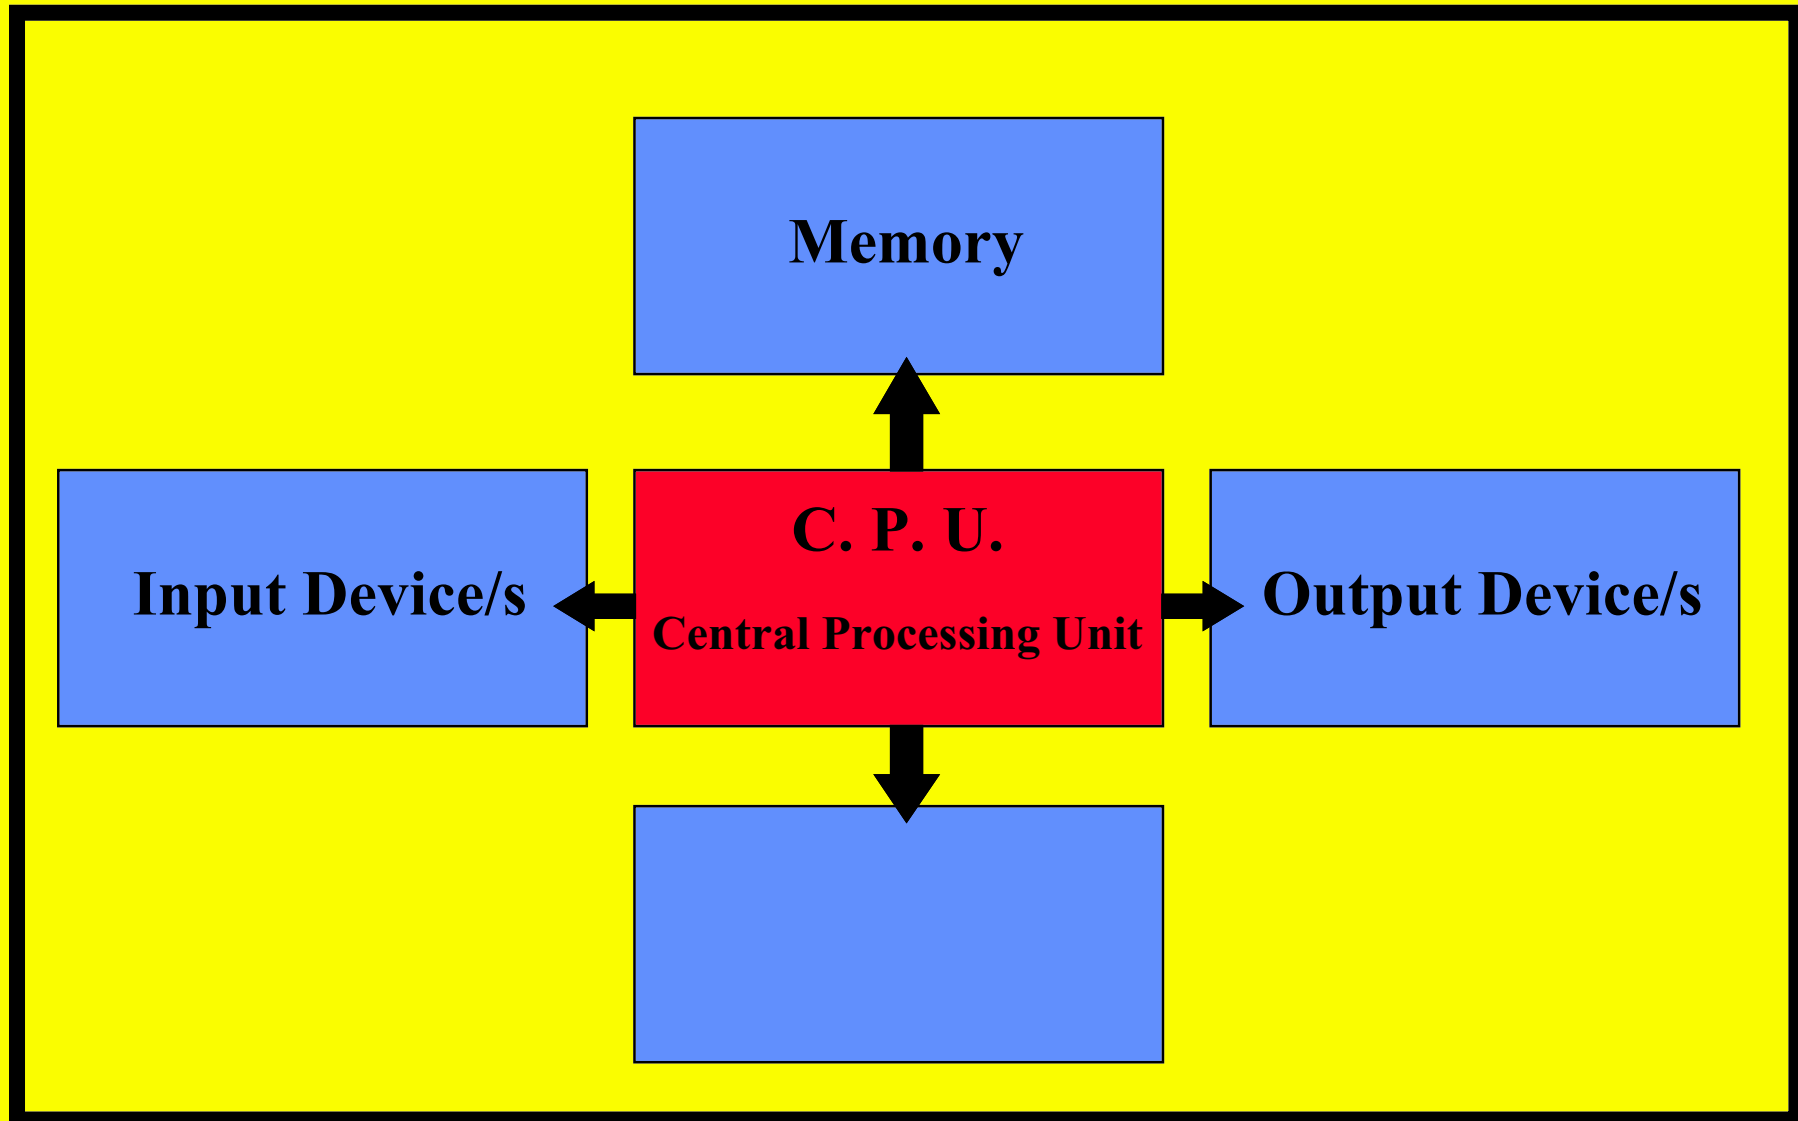 Memory
C. P. U.
Input Device/s
Output Device/s
Central Processing Unit